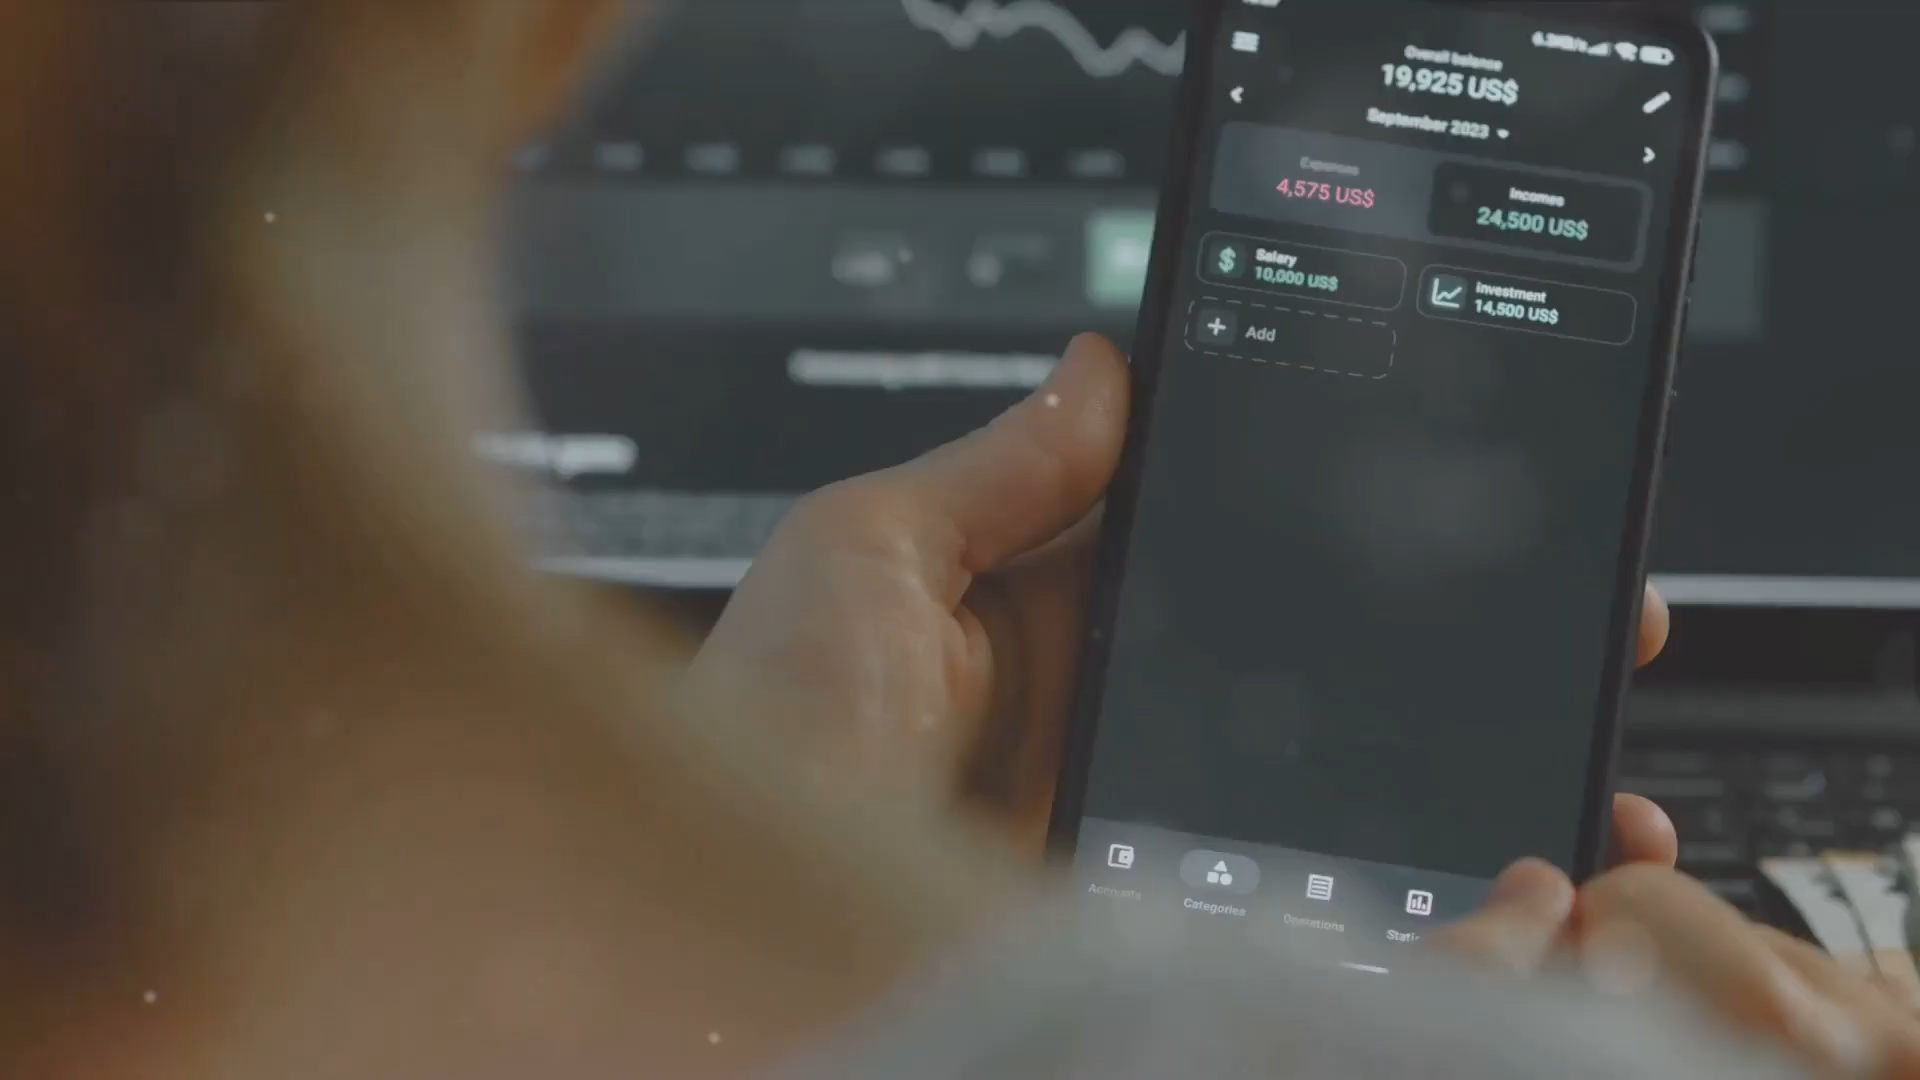 Overall balance
19,925 US$
September 2023
Expenses
4,575 US$
Incomes
24,500 US$
Salary
10,000 US$
Investment
14,500 US$
Add
Accounts
Categories
Operations